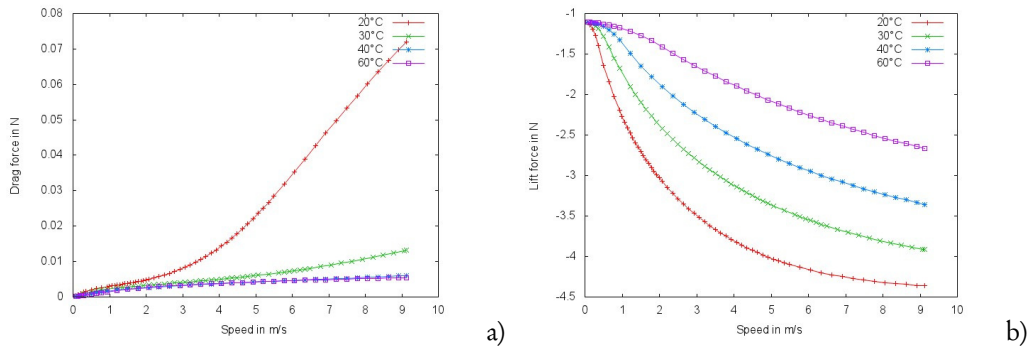 0.08
0.07
0.06
0.05
0.04
0.03
0.02
0.01
0
Drag force in N
20°C
30°C
40°C
60°C
0 1 2 3 4 5 6 7 8 9 10
Speed in m/s
a)
-1
-1.5
-2
-2.5
-3
-3.5
-4
-4.5
Lift force in N
20°C
30°C
40°C
60°C
0 1 2 3 4 5 6 7 8 9 10
Speed in m/s
b)